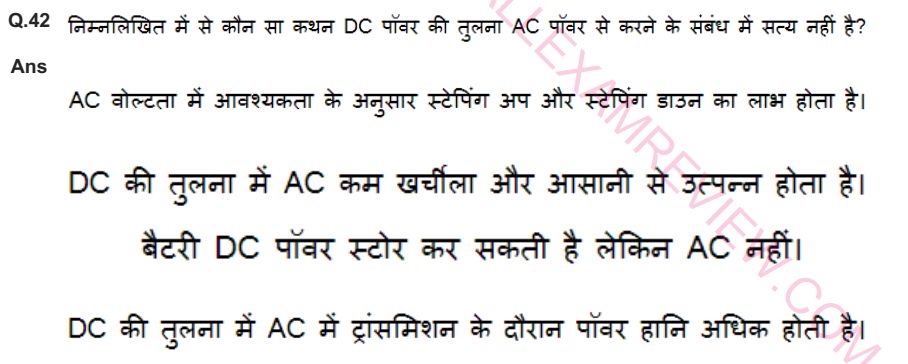 Q.42 निम्नलिखित में से कौन सा कथन DC पॉवर की तुलना AC पॉवर से करने के संबंध में सत्य नहीं है?
Ans
AC वोल्टता में आवश्यकता के अनुसार स्टेपिंग अप और स्टेपिंग डाउन का लाभ होता है।
DC की तुलना में AC कम खर्चीला और आसानी से उत्पन्न होता है।
बैटरी DC पॉवर स्टोर कर सकती है लेकिन AC नहीं।
DC की तुलना में AC में ट्रांसमिशन के दौरान पॉवर हानि अधिक होती है।
ALLEXAMREVIEW.COM